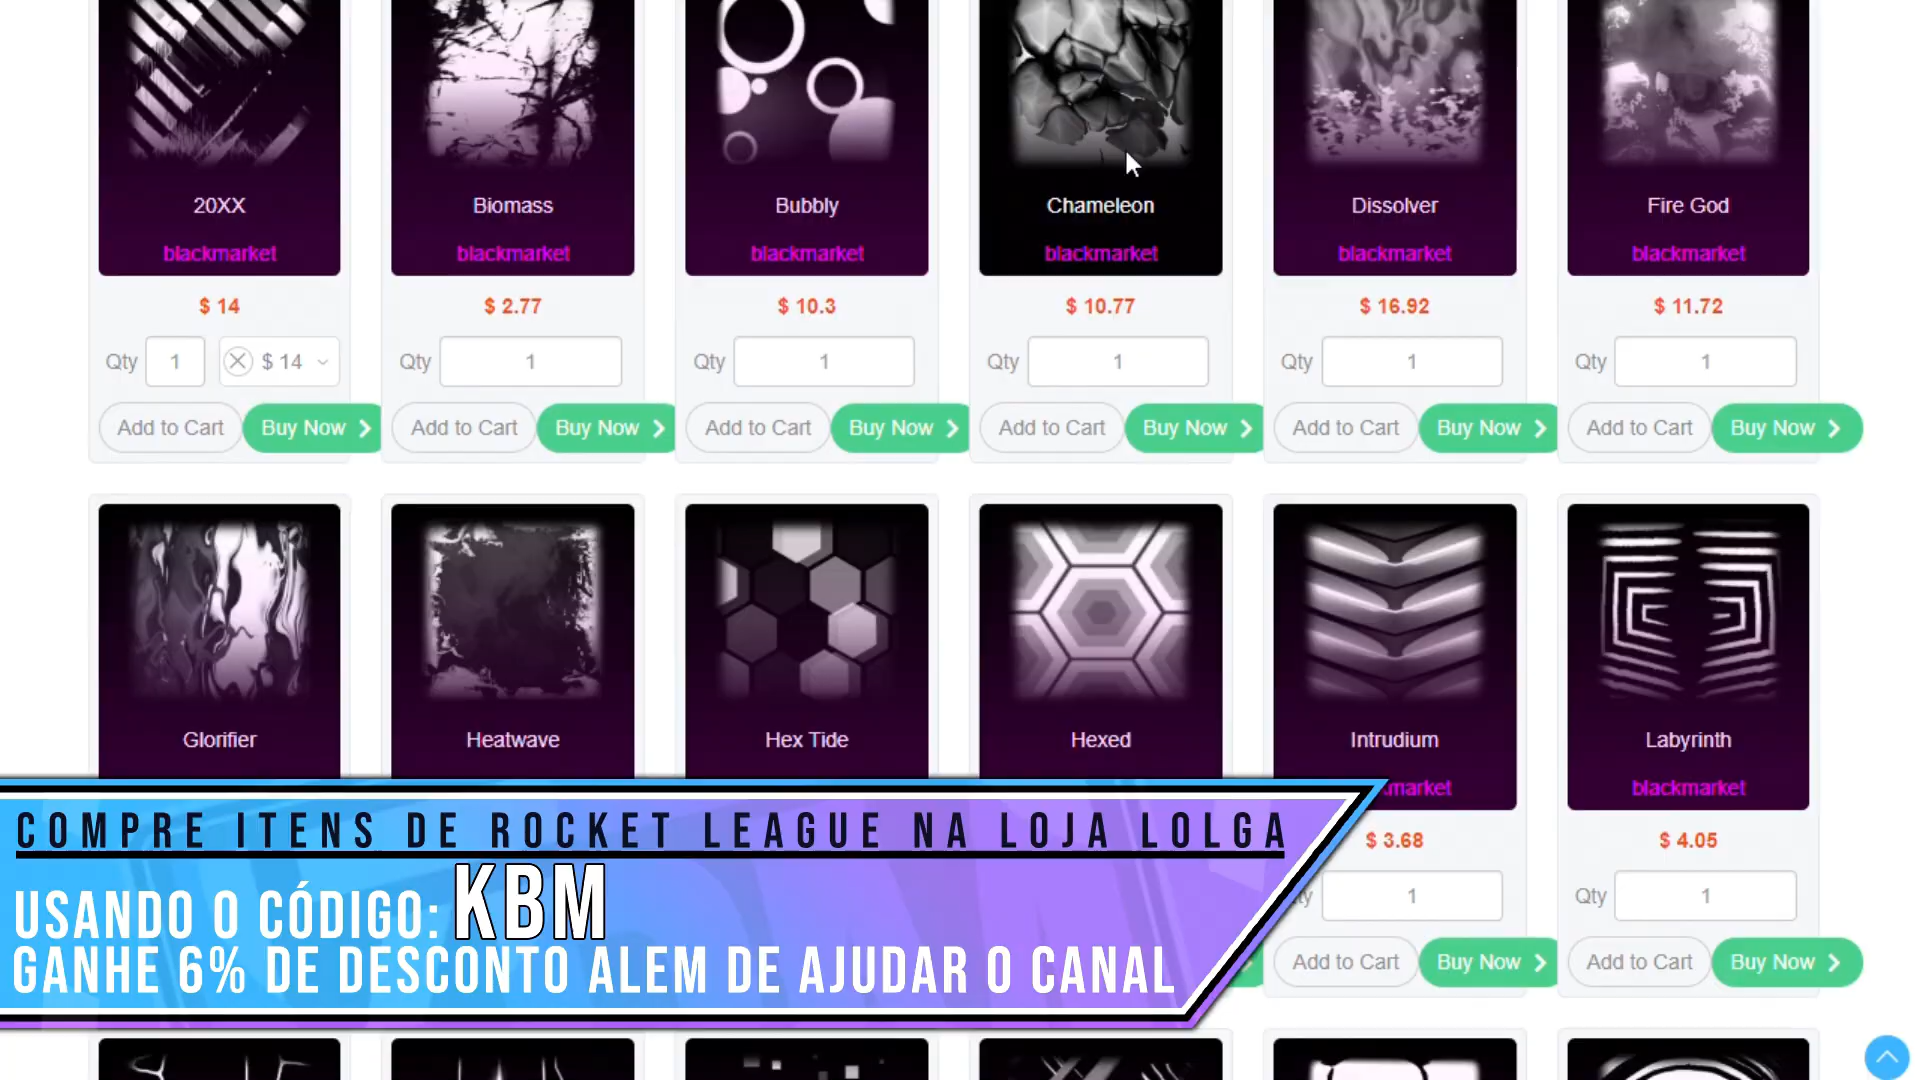 20XX Biomass Bubbly Chameleon Dissolver Fire God
blackmarket blackmarket blackmarket blackmarket blackmarket blackmarket
$ 14 $ 2.77 $ 10.3 $ 10.77 $ 16.92 $ 11.72
Qty 1 $ 14 Qty 1 Qty 1 Qty 1 Qty 1 Qty 1
Add to Cart Buy Now Add to Cart Buy Now Add to Cart Buy Now Add to Cart Buy Now Add to Cart Buy Now Add to Cart Buy Now
Glorifier Heatwave Hex Tide Hexed Intrudium Labyrinth
blackmarket
COMPRE ITENS DE ROCKET LEAGUE NA LOJA LOLGA
$ 3.68 $ 4.05
USANDO O CÓDIGO: KBM
1 Qty 1
GANHE 6% DE DESCONTO ALEM DE AJUDAR O CANAL
Add to Cart Buy Now Add to Cart Buy Now